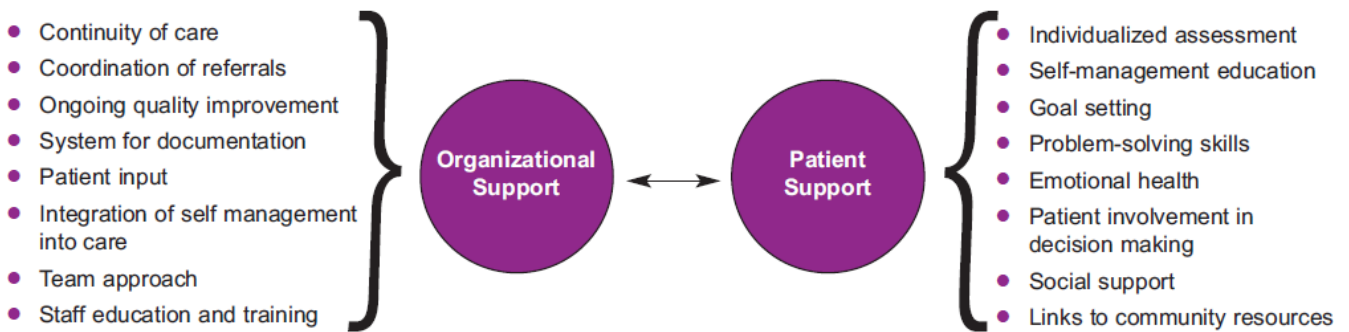 Continuity of care
Coordination of referrals
Ongoing quality improvement
System for documentation
Patient input
Integration of self management
into care
Team approach
Staff education and training
Organizational
Support
Patient
Support
Individualized assessment
Self-management education
Goal setting
Problem-solving skills
Emotional health
Patient involvement in
decision making
Social support
Links to community resources